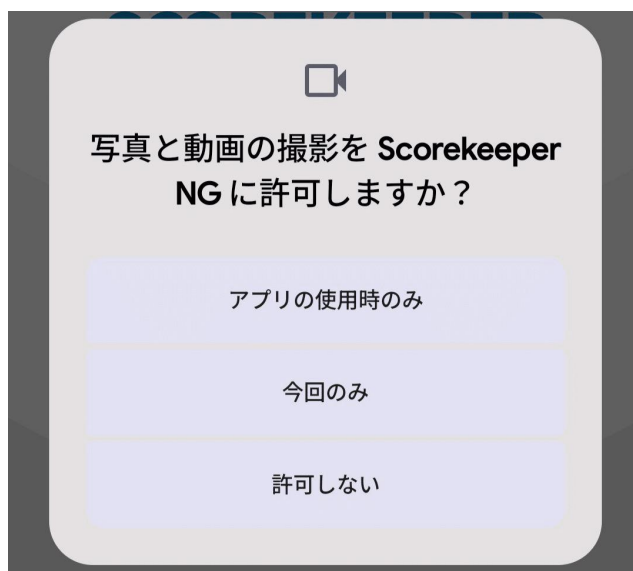 写真と動画の撮影を Scorekeeper
NG に許可しますか？
アプリの使用時のみ
今回のみ
許可しない